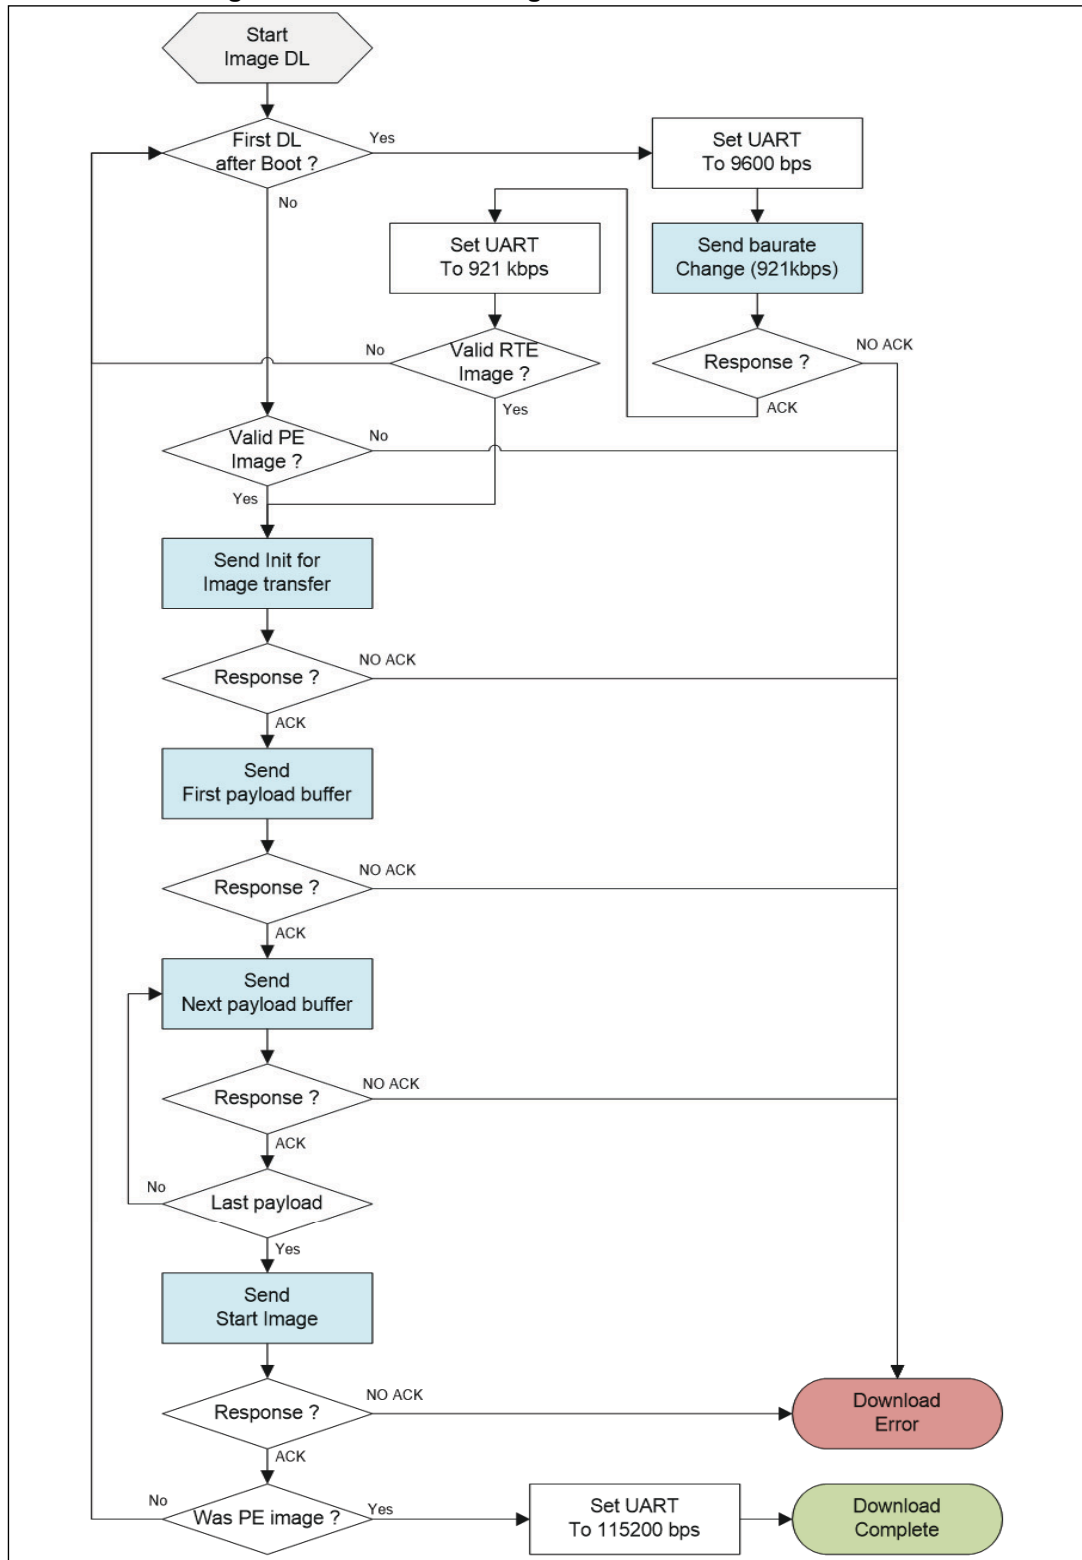 Start
Image DL
First DL
after Boot ?
Yes
Set UART
To 9600 bps
No
Set UART
To 921 kbps
Send baurate
Change (921kbps)
No
Valid RTE
Image ?
Response ?
NO ACK
Yes
ACK
Valid PE
Image ?
No
Yes
Send Init for
Image transfer
Response ?
NO ACK
ACK
Send
First payload buffer
Response ?
NO ACK
ACK
Send
Next payload buffer
Response ?
NO ACK
ACK
No
Last payload
Yes
Send
Start Image
Response ?
NO ACK
Download
Error
ACK
No
Was PE image ?
Yes
Set UART
To 115200 bps
Download
Complete